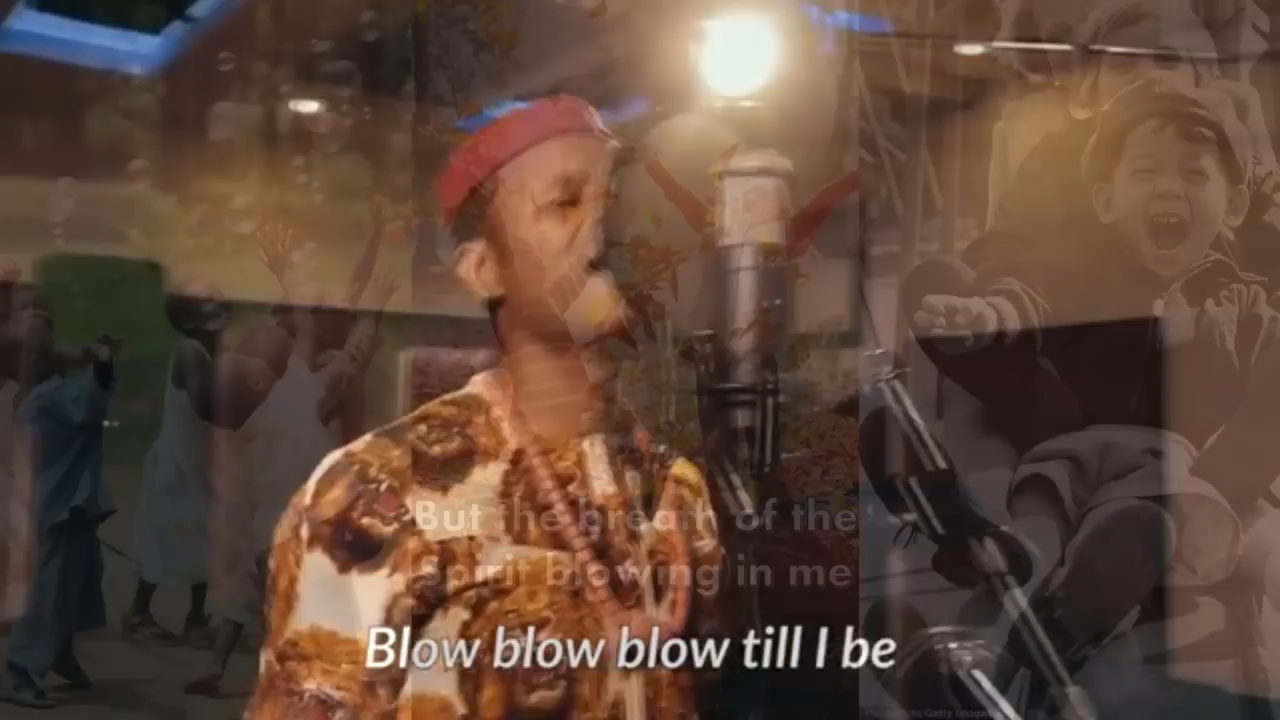 But the breath of the
Spirit blowing in me
Blow blow blow till I be